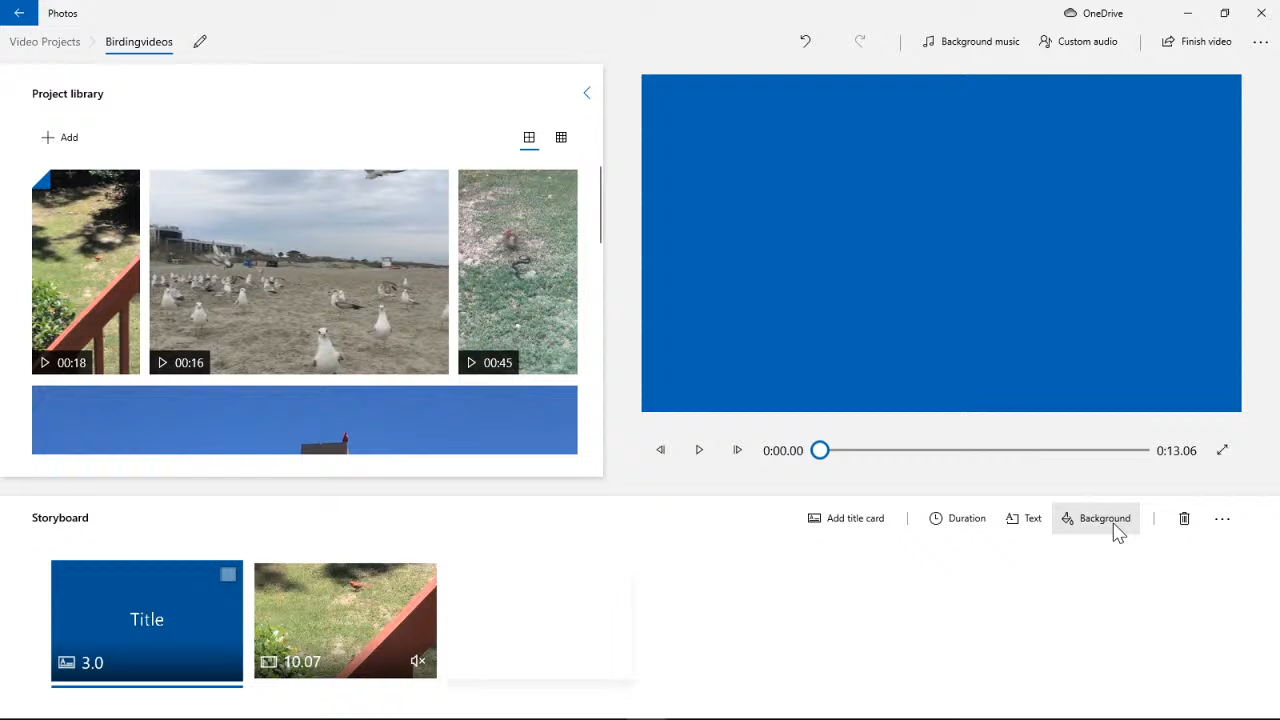 Photos
OneDrive
Video Projects
Birdingvideos
Background music
Custom audio
Finish video
Project library
Add
00:18
00:16
00:45
0:00.00
0:13.06
Storyboard
Add title card
Duration
Text
Background
Title
3.0
10.07